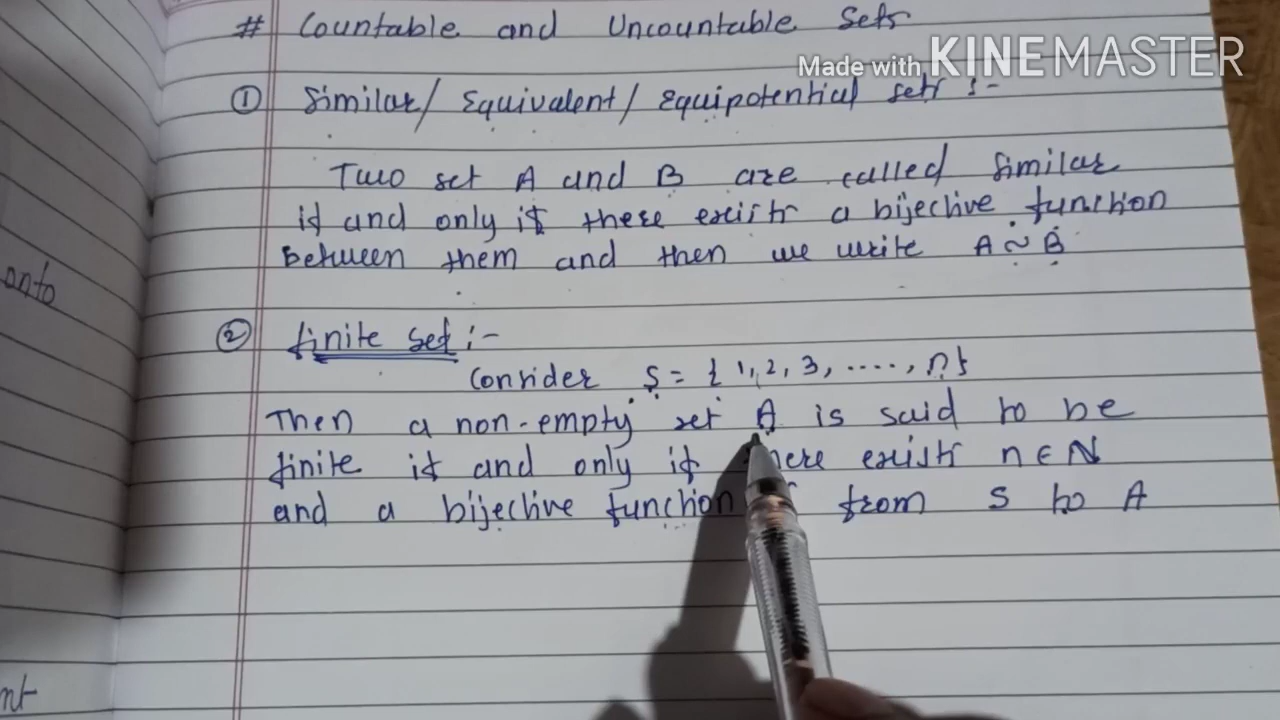 # Countable and Uncountable Sets
Made with KINEMASTER
① Similar/ Equivalent/ Equipotential sets :-
Two set A and B are called similar
if and only if there exists a bijective function
between them and then we write A ~ B
onto
② finite set :-
Consider S = { 1, 2, 3, ....., n }
Then a non-empty set A is said to be
finite if and only if there exists n ∈ N
and a bijective function from S to A